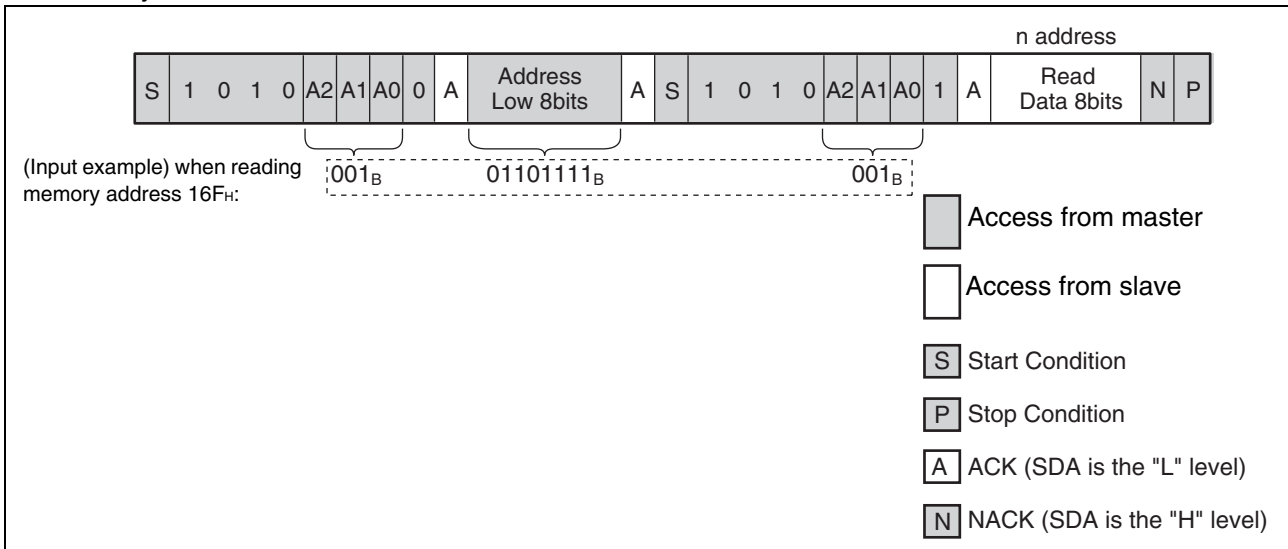 n address
S 1 0 1 0 A2 A1 A0 0 A Address Low 8bits A S 1 0 1 0 A2 A1 A0 1 A Read Data 8bits N P
(Input example) when reading memory address 16FH:
001B 01101111B 001B
Access from master
Access from slave
S Start Condition
P Stop Condition
A ACK (SDA is the "L" level)
N NACK (SDA is the "H" level)